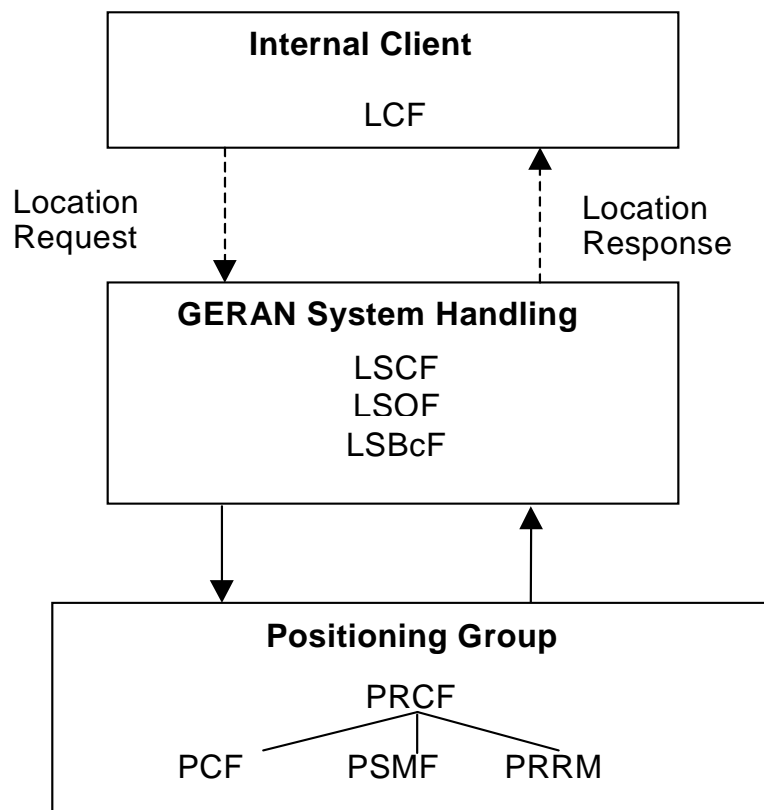 Internal Client
LCF
Location
Request
Location
Response
GERAN System Handling
LSCF
LSOF
LSBcF
Positioning Group
PRCF
PCF PSMF PRRM